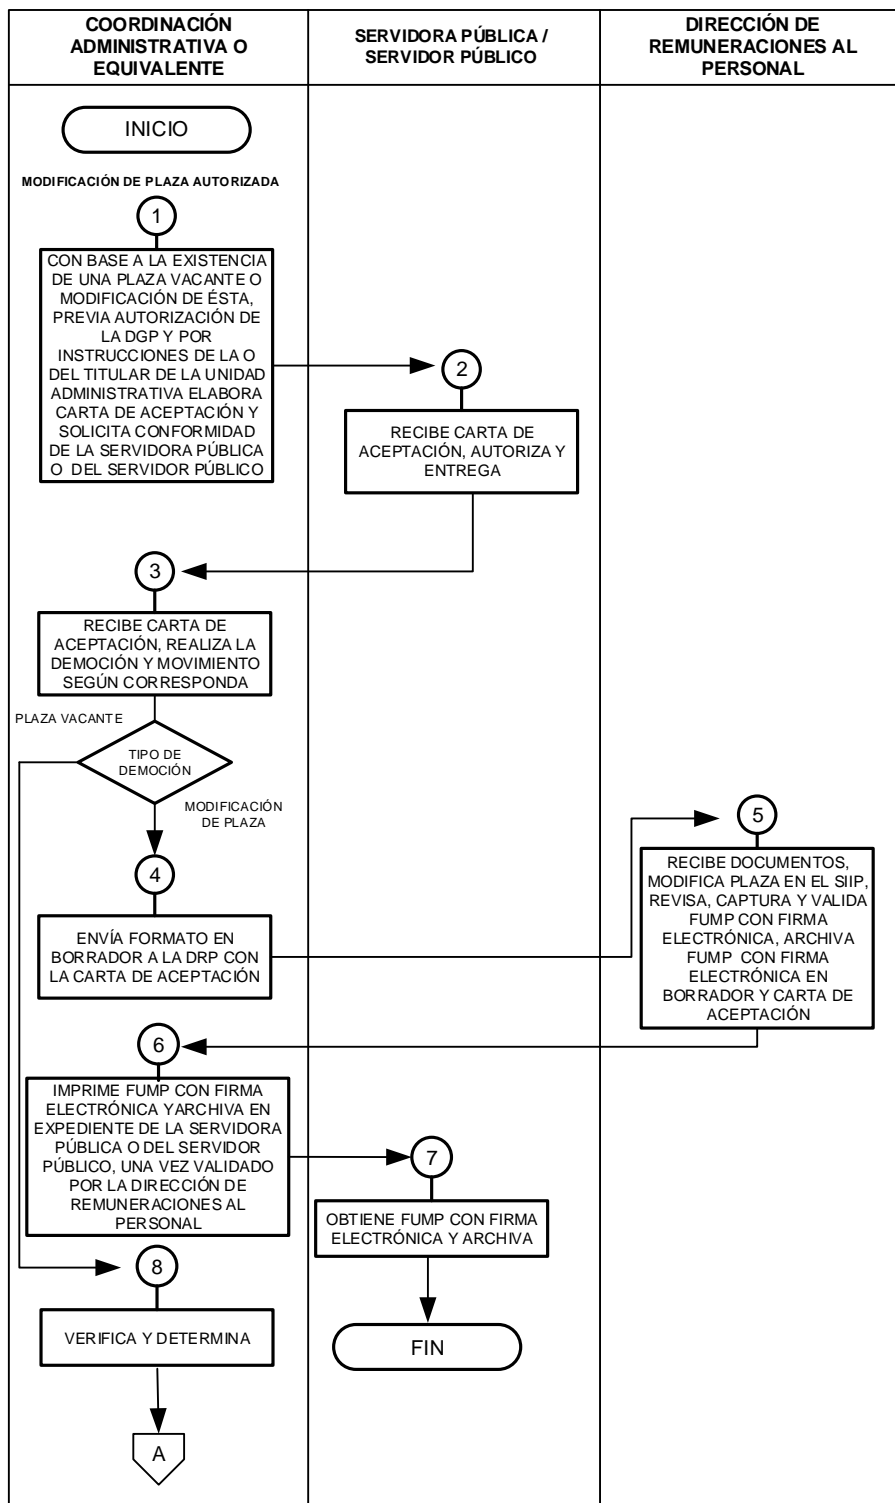 COORDINACIÓN
ADMINISTRATIVA O
EQUIVALENTE
SERVIDORA PÚBLICA /
SERVIDOR PÚBLICO
DIRECCIÓN DE
REMUNERACIONES AL
PERSONAL
INICIO
MODIFICACIÓN DE PLAZA AUTORIZADA
1
CON BASE A LA EXISTENCIA
DE UNA PLAZA VACANTE O
MODIFICACIÓN DE ÉSTA,
PREVIA AUTORIZACIÓN DE
LA DGP Y POR
INSTRUCCIONES DE LA O
DEL TITULAR DE LA UNIDAD
ADMINISTRATIVA ELABORA
CARTA DE ACEPTACIÓN Y
SOLICITA CONFORMIDAD
DE LA SERVIDORA PÚBLICA
O DEL SERVIDOR PÚBLICO
2
RECIBE CARTA DE
ACEPTACIÓN, AUTORIZA Y
ENTREGA
3
RECIBE CARTA DE
ACEPTACIÓN, REALIZA LA
DEMOCIÓN Y MOVIMIENTO
SEGÚN CORRESPONDA
PLAZA VACANTE
TIPO DE
DEMOCIÓN
MODIFICACIÓN
DE PLAZA
4
ENVÍA FORMATO EN
BORRADOR A LA DRP CON
LA CARTA DE ACEPTACIÓN
5
RECIBE DOCUMENTOS,
MODIFICA PLAZA EN EL SIIP,
REVISA, CAPTURA Y VALIDA
FUMP CON FIRMA
ELECTRÓNICA, ARCHIVA
FUMP CON FIRMA
ELECTRÓNICA EN
BORRADOR Y CARTA DE
ACEPTACIÓN
6
IMPRIME FUMP CON FIRMA
ELECTRÓNICA YARCHIVA EN
EXPEDIENTE DE LA SERVIDORA
PÚBLICA O DEL SERVIDOR
PÚBLICO, UNA VEZ VALIDADO
POR LA DIRECCIÓN DE
REMUNERACIONES AL
PERSONAL
7
OBTIENE FUMP CON FIRMA
ELECTRÓNICA Y ARCHIVA
FIN
8
VERIFICA Y DETERMINA
A